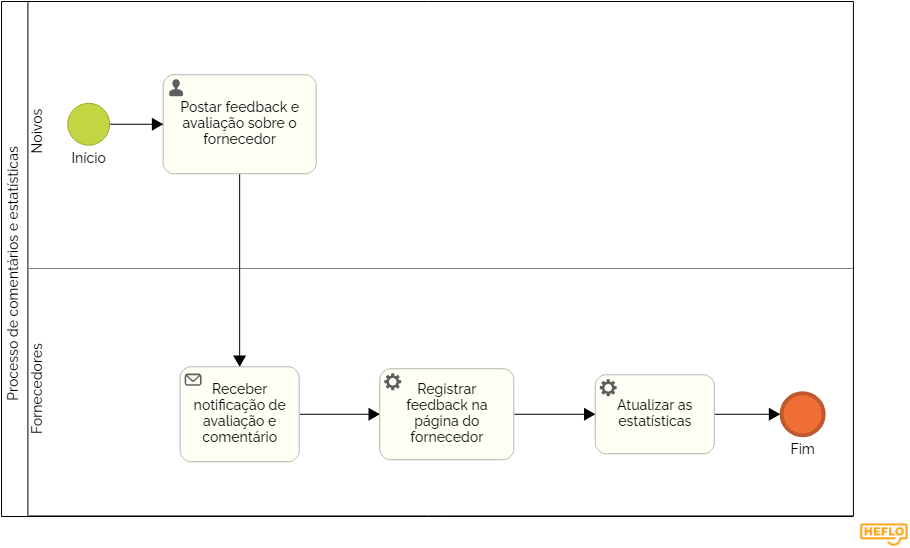 Processo de comentários e estatísticas
Noivos
Início
Postar feedback e
avaliação sobre o
fornecedor
Fornecedores
Receber
notificação de
avaliação e
comentário
Registrar
feedback na
página do
fornecedor
Atualizar as
estatísticas
Fim
HEFLO